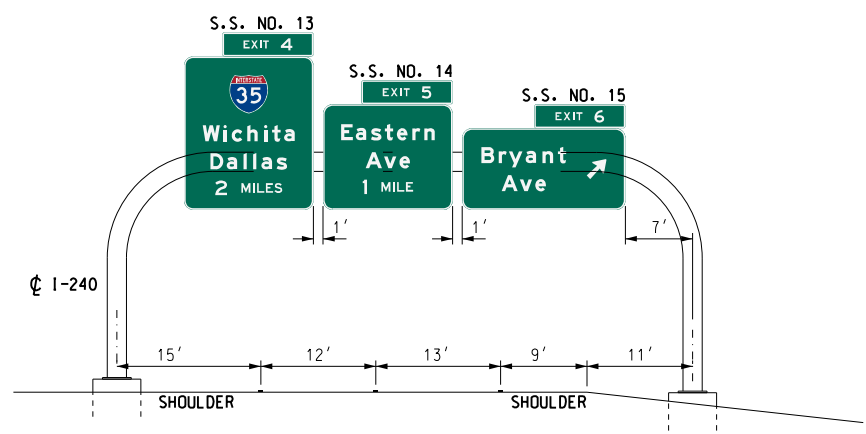 S.S. NO. 13
EXIT 4
INTERSTATE
35
Wichita
Dallas
2 MILES
S.S. NO. 14
EXIT 5
Eastern
Ave
1 MILE
S.S. NO. 15
EXIT 6
Bryant
Ave
1'
1'
7'
℄ I-240
15'
12'
13'
9'
11'
SHOULDER
SHOULDER